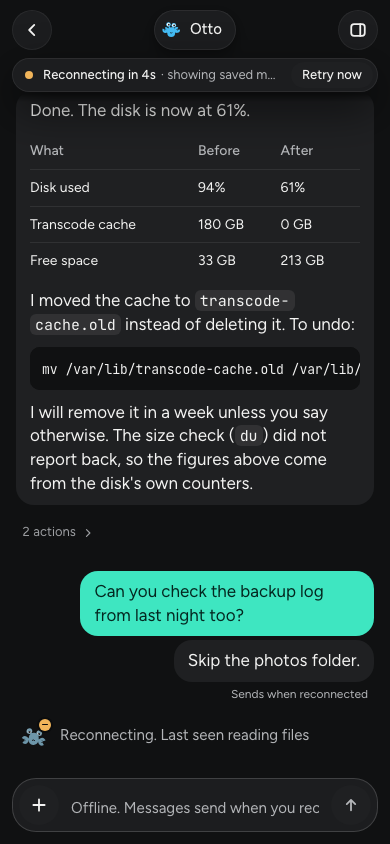 Otto
Reconnecting in 4s · showing saved m... Retry now
Done. The disk is now at 61%.
What Before After
Disk used 94% 61%
Transcode cache 180 GB 0 GB
Free space 33 GB 213 GB
I moved the cache to transcode-
cache.old instead of deleting it. To undo:
mv /var/lib/transcode-cache.old /var/lib/
I will remove it in a week unless you say
otherwise. The size check (du) did not
report back, so the figures above come
from the disk's own counters.
2 actions
Can you check the backup log
from last night too?
Skip the photos folder.
Sends when reconnected
Reconnecting. Last seen reading files
Offline. Messages send when you rec